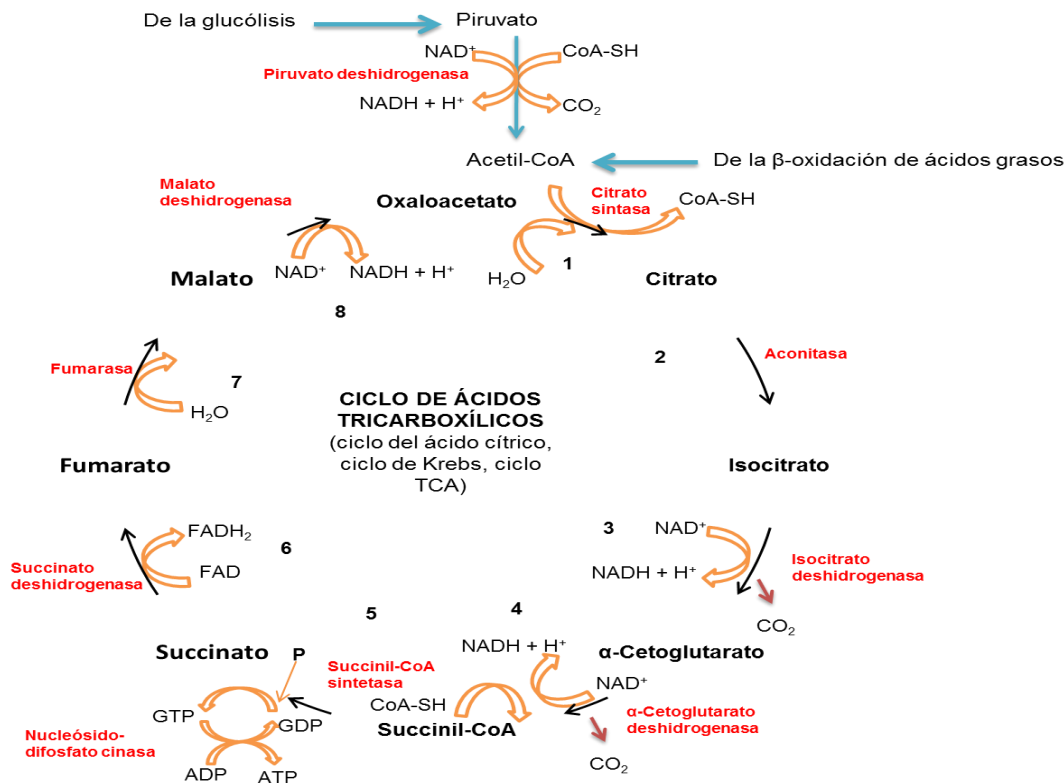 De la glucólisis
Piruvato
NAD⁺
CoA-SH
Piruvato deshidrogenasa
NADH + H⁺
CO₂
Acetil-CoA
De la β-oxidación de ácidos grasos
Malato
deshidrogenasa
Oxaloacetato
Citrato
sintasa
CoA-SH
NAD⁺
NADH + H⁺
H₂O
1
Malato
Citrato
8
2
Aconitasa
Fumarasa
7
H₂O
CICLO DE ÁCIDOS
TRICARBOXÍLICOS
(ciclo del ácido cítrico,
ciclo de Krebs, ciclo
TCA)
Fumarato
Isocitrato
FADH₂
6
FAD
Succinato
deshidrogenasa
3
NAD⁺
NADH + H⁺
Isocitrato
deshidrogenasa
CO₂
5
4
Succinato
P
Succinil-CoA
sintetasa
NADH + H⁺
α-Cetoglutarato
NAD⁺
CoA-SH
Succinil-CoA
α-Cetoglutarato
deshidrogenasa
CO₂
GTP
GDP
Nucleósido-
difosfato cinasa
ADP
ATP